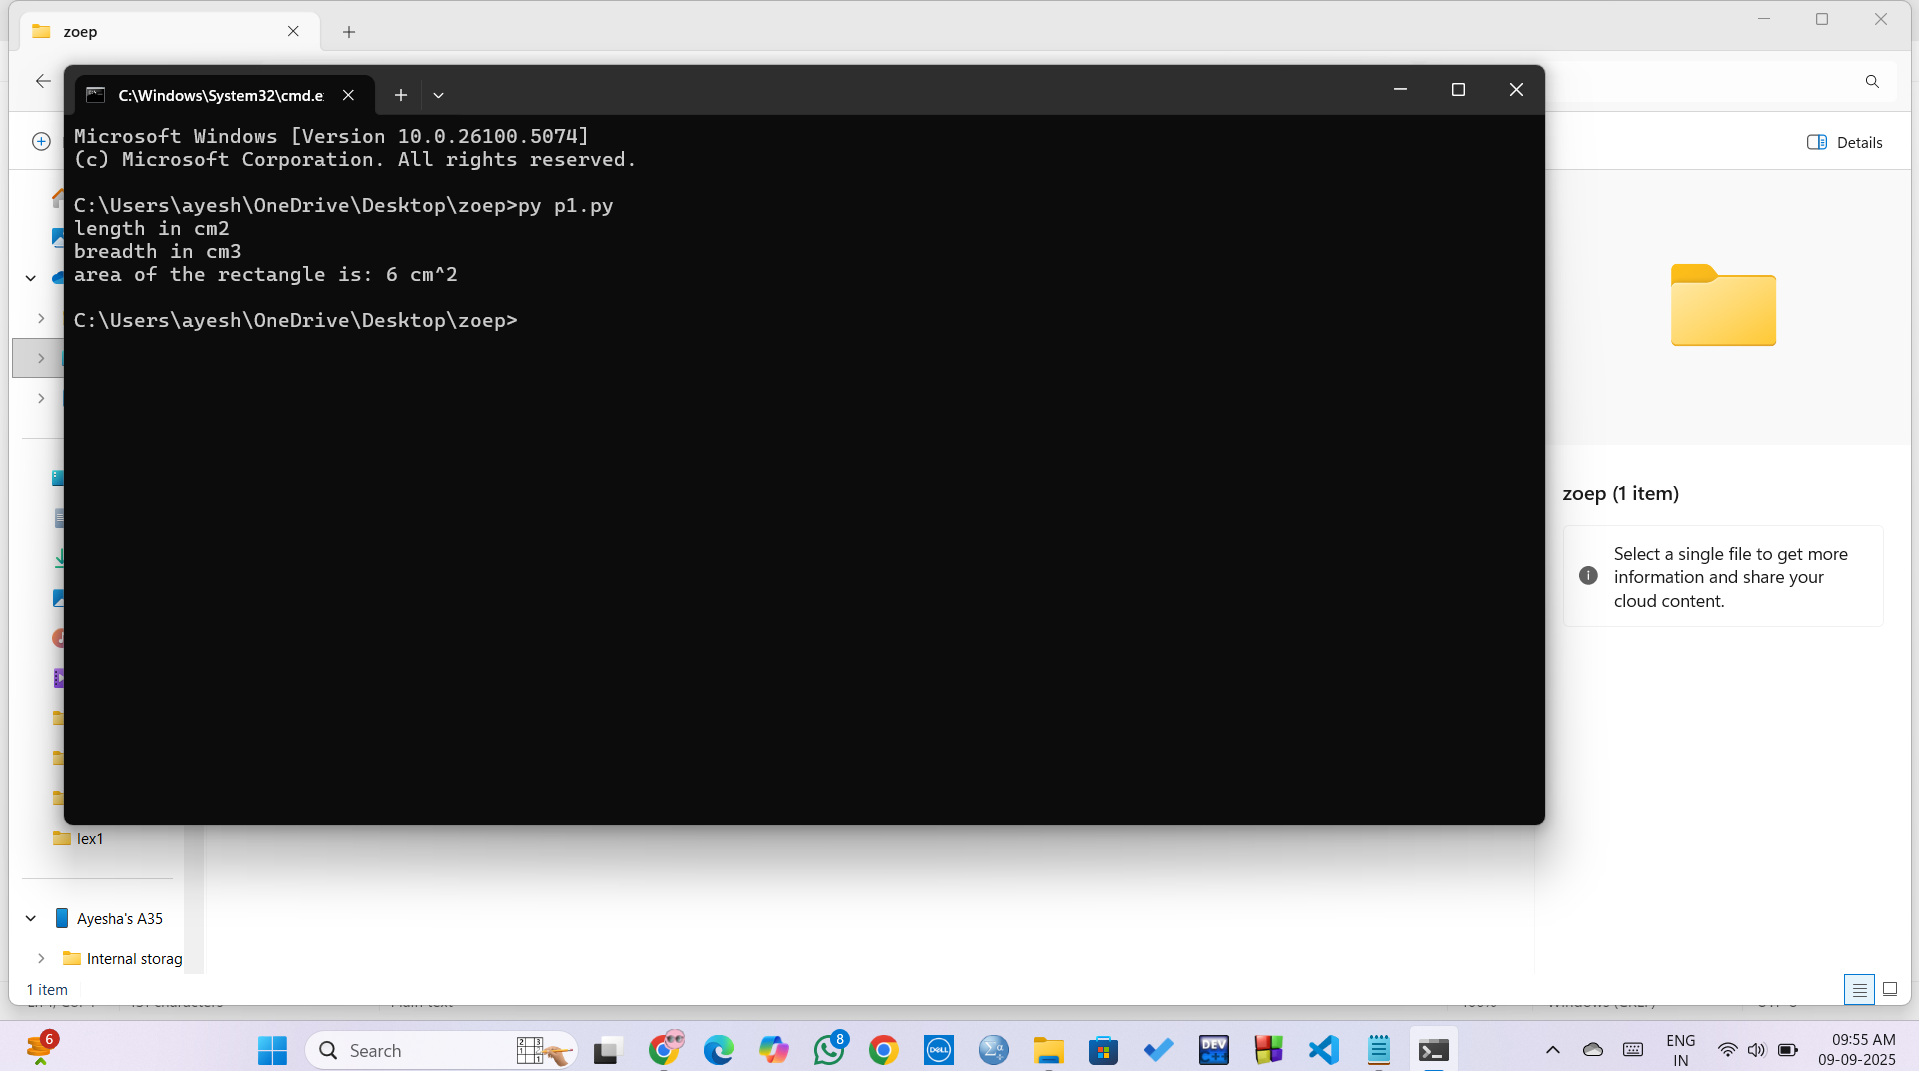 zoep
C:\Windows\System32\cmd.e
Microsoft Windows [Version 10.0.26100.5074]
(c) Microsoft Corporation. All rights reserved.
Details
C:\Users\ayesh\OneDrive\Desktop\zoep>py p1.py
length in cm2
breadth in cm3
area of the rectangle is: 6 cm^2
C:\Users\ayesh\OneDrive\Desktop\zoep>
zoep (1 item)
Select a single file to get more
information and share your
cloud content.
lex1
Ayesha's A35
Internal storag
1 item
6
Search
8
DELL
DEV
ENG
IN
09:55 AM
09-09-2025